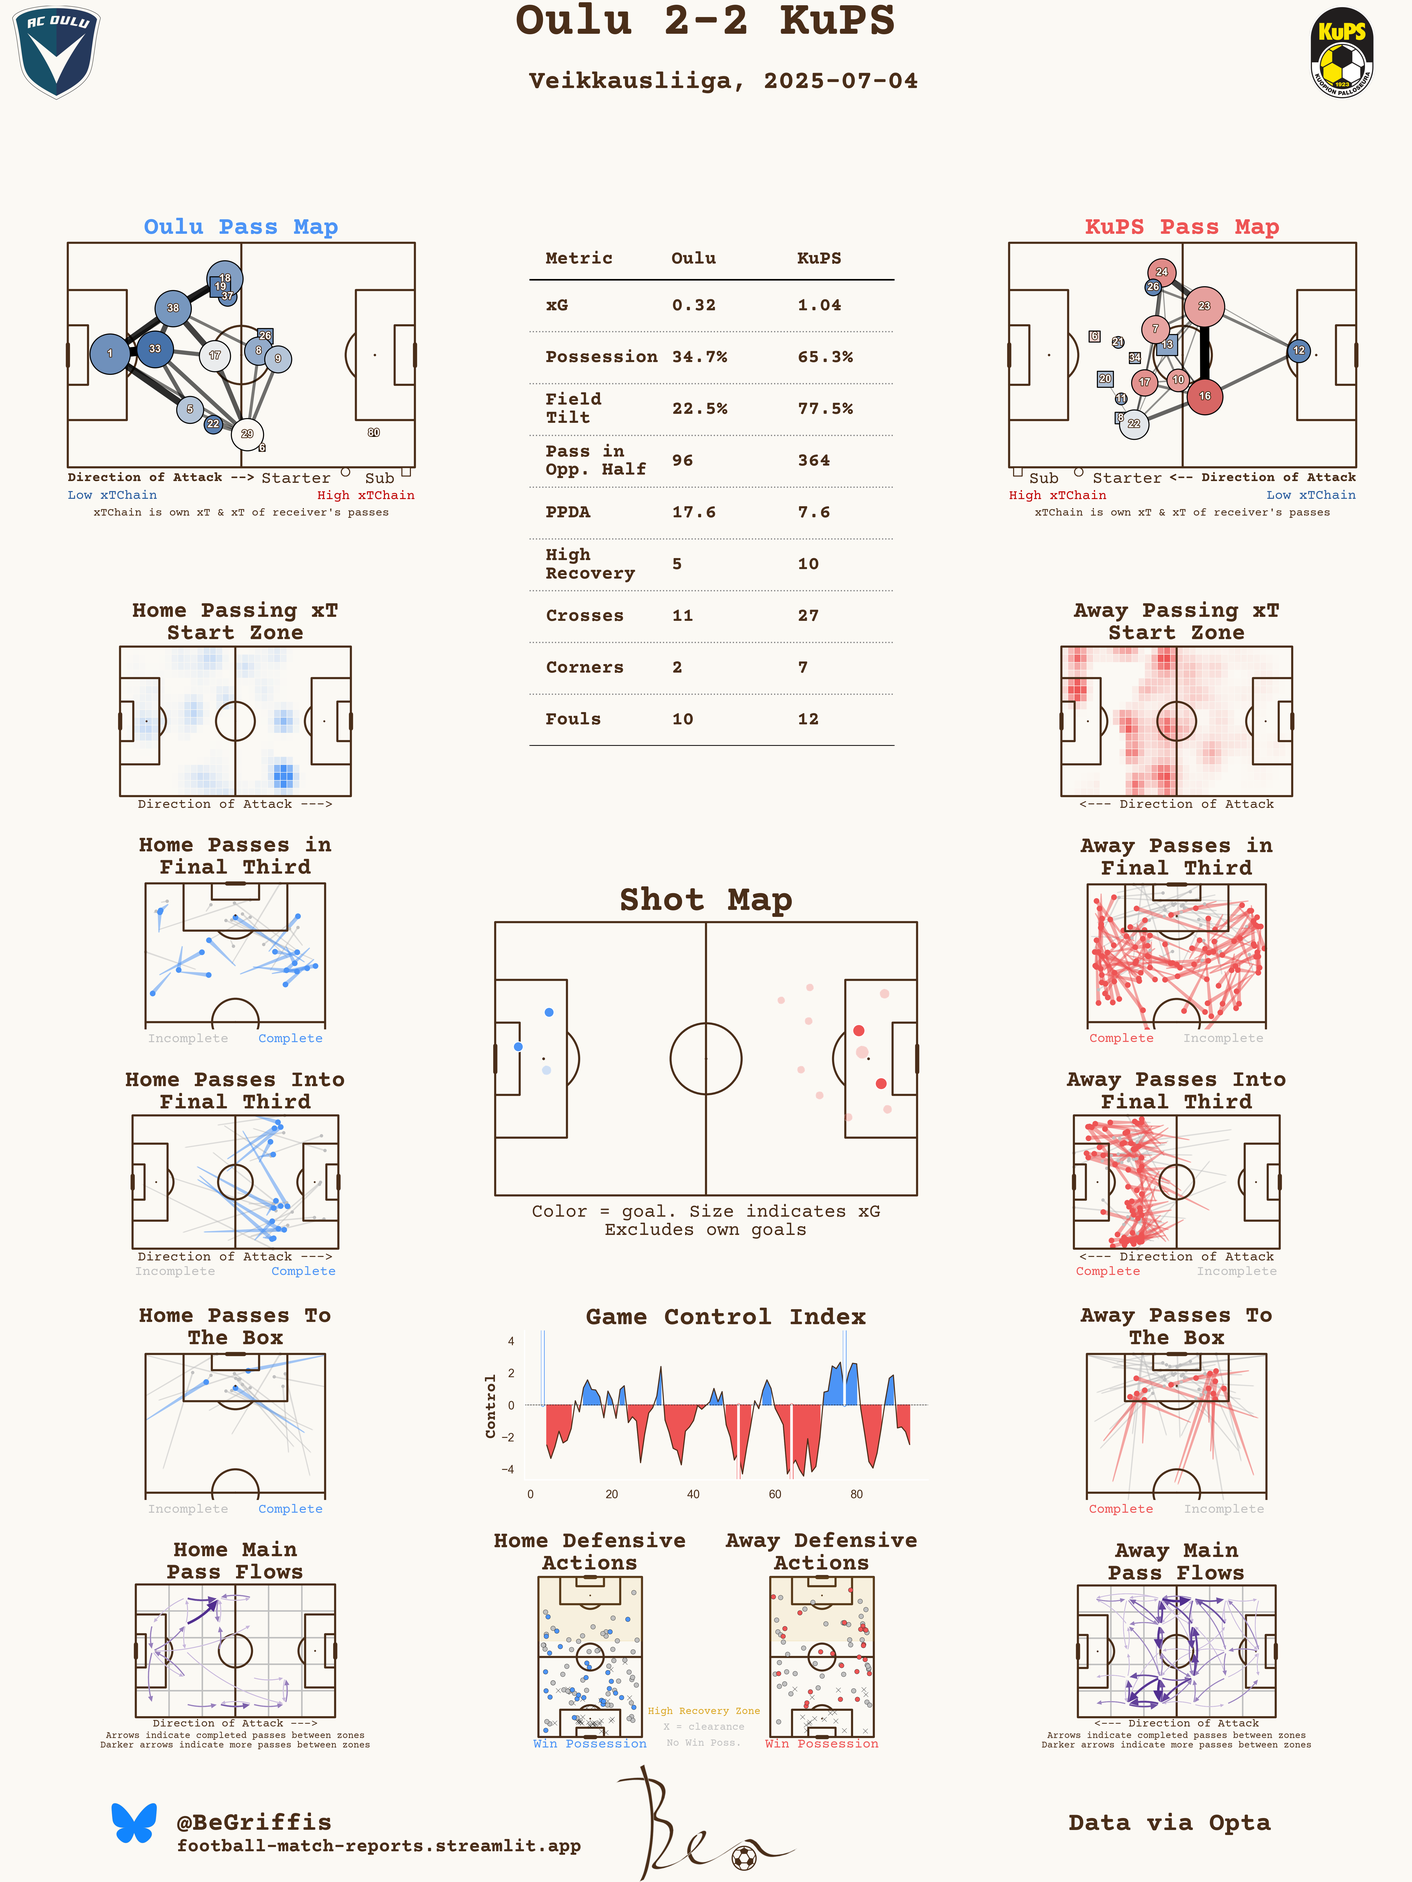 Oulu 2-2 KuPS
Veikkausliiga, 2025-07-04
AC OULU
KuPS
1923
KUOPION PALLOSEURA
Oulu Pass Map
18
19
37
38
26
1
33
17
8
9
5
22
29
6
80
Direction of Attack --> Starter Sub
Low xTChain High xTChain
xTChain is own xT & xT of receiver's passes
Metric Oulu KuPS
xG 0.32 1.04
Possession 34.7% 65.3%
Field
Tilt 22.5% 77.5%
Pass in
Opp. Half 96 364
PPDA 17.6 7.6
High
Recovery 5 10
Crosses 11 27
Corners 2 7
Fouls 10 12
KuPS Pass Map
24
26
23
7
6
21
13
34
12
20
17
10
11
16
8
22
Sub Starter <-- Direction of Attack
High xTChain Low xTChain
xTChain is own xT & xT of receiver's passes
Home Passing xT
Start Zone
Direction of Attack --->
Away Passing xT
Start Zone
<--- Direction of Attack
Home Passes in
Final Third
Incomplete Complete
Away Passes in
Final Third
Complete Incomplete
Shot Map
Color = goal. Size indicates xG
Excludes own goals
Home Passes Into
Final Third
Direction of Attack --->
Incomplete Complete
Away Passes Into
Final Third
<--- Direction of Attack
Complete Incomplete
Home Passes To
The Box
Incomplete Complete
Game Control Index
Control
4
2
0
−2
−4
0 20 40 60 80
Away Passes To
The Box
Complete Incomplete
Home Main
Pass Flows
Direction of Attack --->
Arrows indicate completed passes between zones
Darker arrows indicate more passes between zones
Home Defensive
Actions
Win Possession
Away Defensive
Actions
Win Possession
High Recovery Zone
X = clearance
No Win Poss.
Away Main
Pass Flows
<--- Direction of Attack
Arrows indicate completed passes between zones
Darker arrows indicate more passes between zones
@BeGriffis
football-match-reports.streamlit.app
Ben
Data via Opta